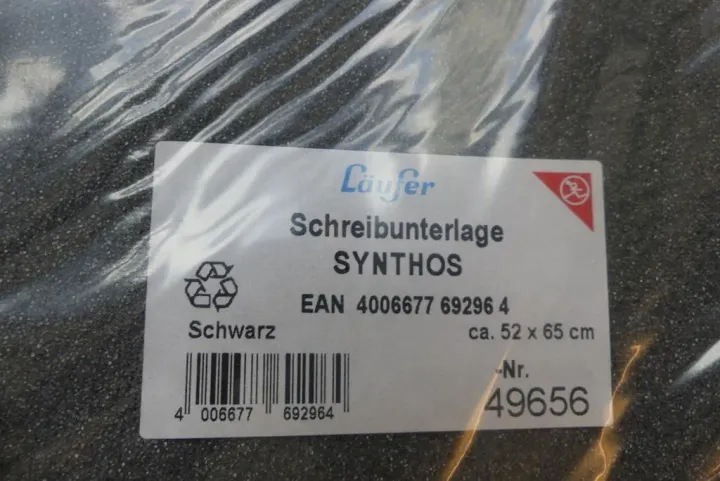 Läufer
Schreibunterlage
SYNTHOS
EAN 4006677 69296 4
Schwarz
ca. 52 x 65 cm
-Nr.
49656
4 006677 692964